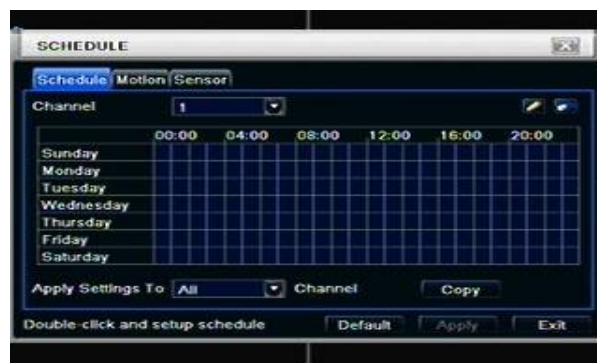 SCHEDULE
Schedule Motion Sensor
Channel 1
00:00 04:00 08:00 12:00 16:00 20:00
Sunday
Monday
Tuesday
Wednesday
Thursday
Friday
Saturday
Apply Settings To All Channel Copy
Double-click and setup schedule Default Apply Exit